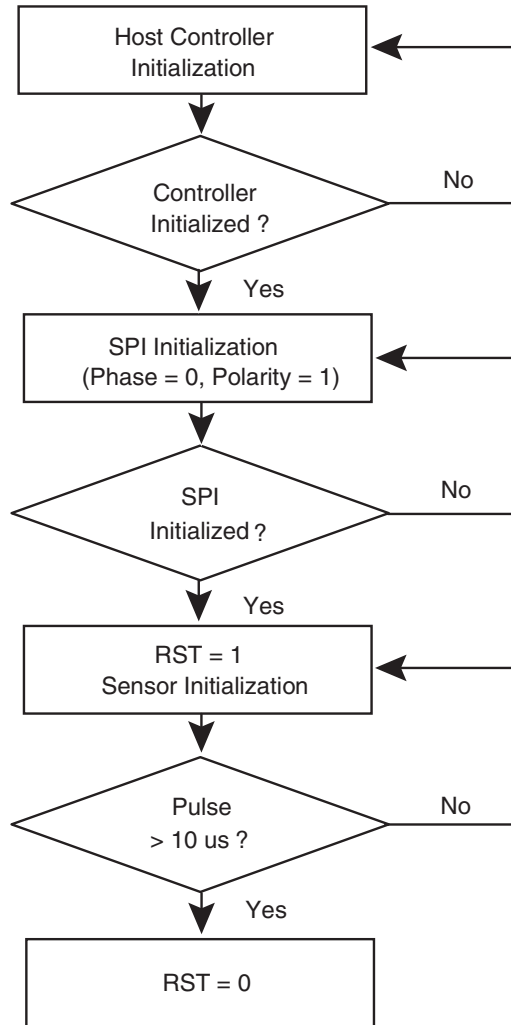 Host Controller
Initialization
Controller
Initialized ?
No
Yes
SPI Initialization
(Phase = 0, Polarity = 1)
SPI
Initialized ?
No
Yes
RST = 1
Sensor Initialization
Pulse
> 10 us ?
No
Yes
RST = 0